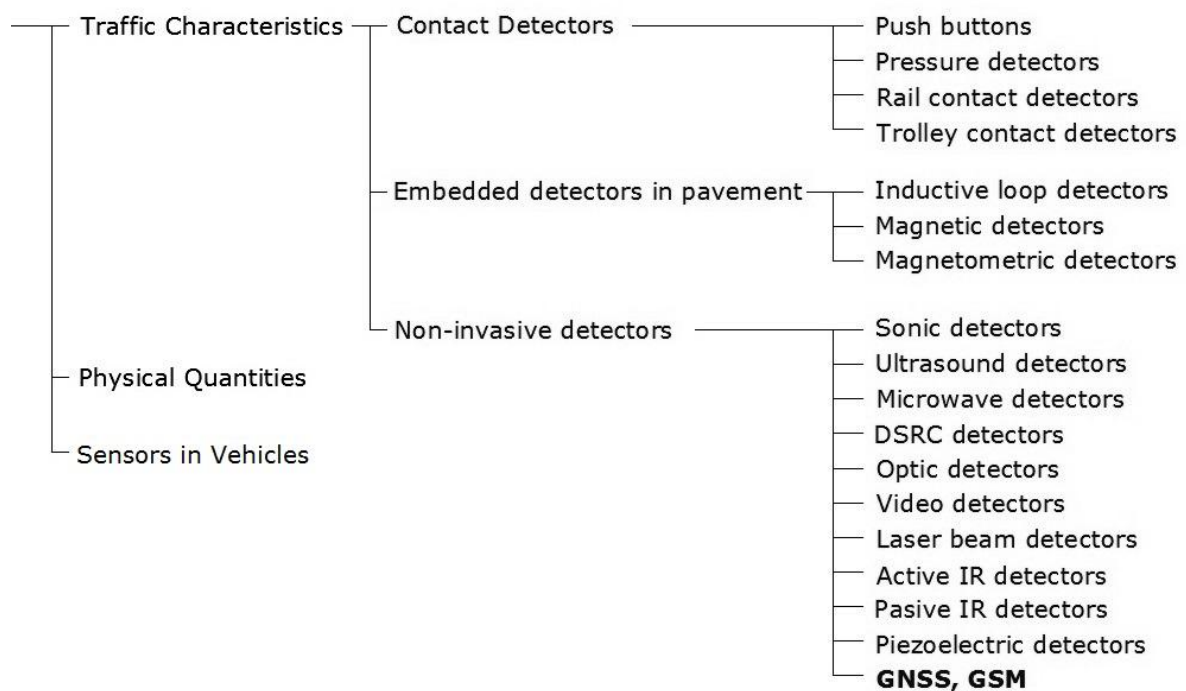 Traffic Characteristics
Contact Detectors
Push buttons
Pressure detectors
Rail contact detectors
Trolley contact detectors
Embedded detectors in pavement
Inductive loop detectors
Magnetic detectors
Magnetometric detectors
Non-invasive detectors
Sonic detectors
Ultrasound detectors
Microwave detectors
DSRC detectors
Optic detectors
Video detectors
Laser beam detectors
Active IR detectors
Pasive IR detectors
Piezoelectric detectors
GNSS, GSM
Physical Quantities
Sensors in Vehicles